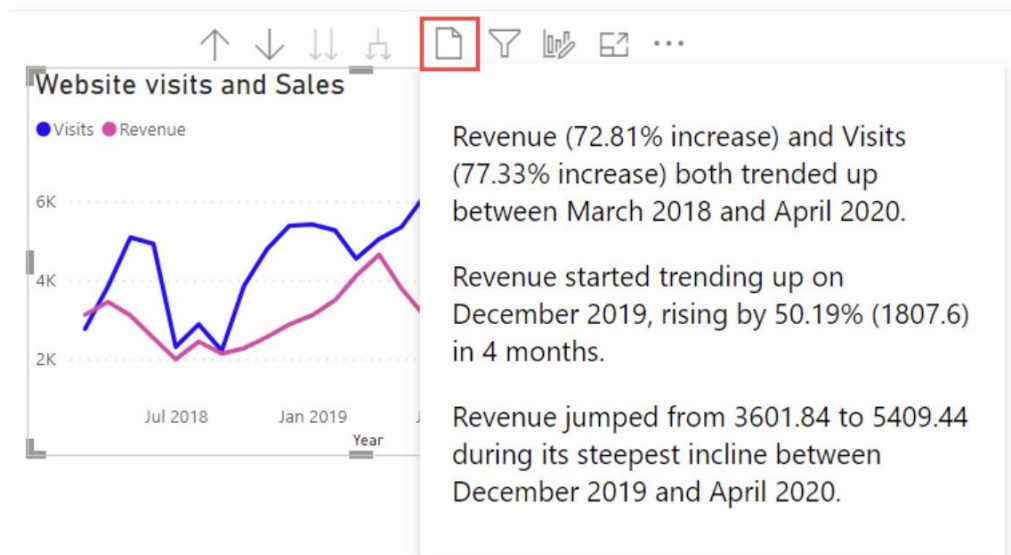 Website visits and Sales
Visits Revenue
6K
4K
2K
Jul 2018 Jan 2019
Year
Revenue (72.81% increase) and Visits
(77.33% increase) both trended up
between March 2018 and April 2020.
Revenue started trending up on
December 2019, rising by 50.19% (1807.6)
in 4 months.
Revenue jumped from 3601.84 to 5409.44
during its steepest incline between
December 2019 and April 2020.